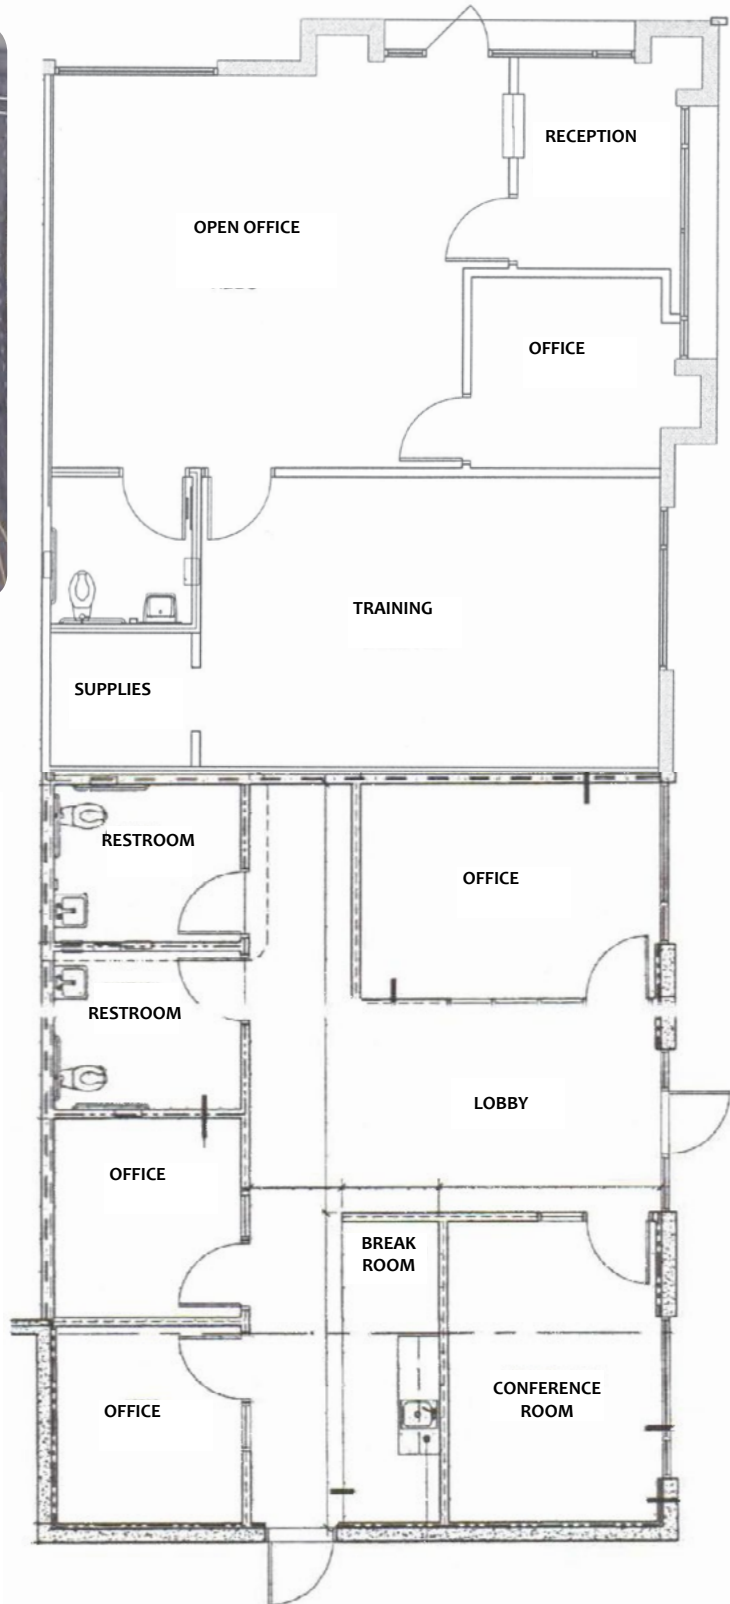 RECEPTION
OPEN OFFICE
OFFICE
TRAINING
SUPPLIES
RESTROOM
OFFICE
RESTROOM
LOBBY
OFFICE
BREAK
ROOM
CONFERENCE
ROOM
OFFICE